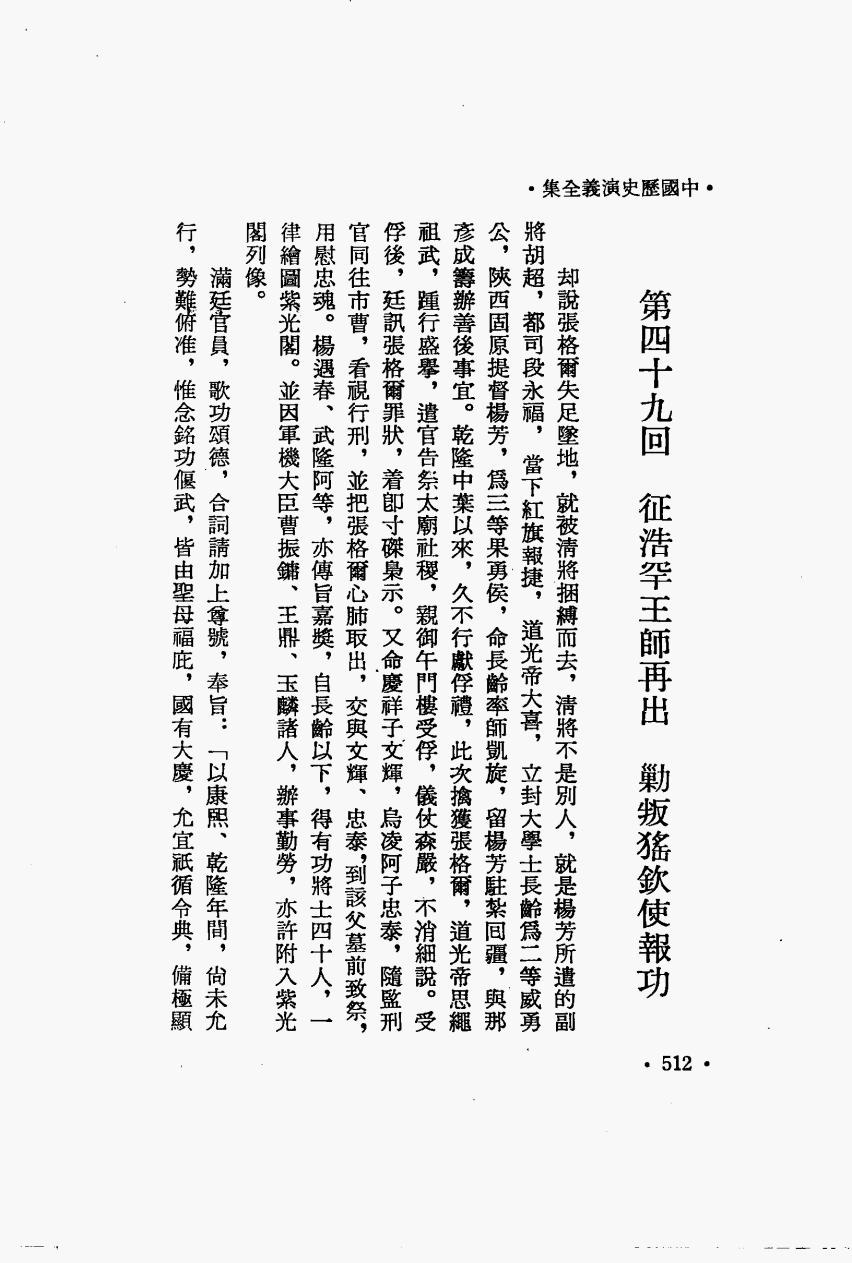 ·中國歷史演義全集·
第四十九回　征浩罕王師再出　勦叛猺欽使報功
却說張格爾失足墜地，就被清將捆縛而去，清將不是別人，就是楊芳所遣的副
將胡超，都司段永福，當下紅旗報捷，道光帝大喜，立封大學士長齡爲二等威勇
公，陝西固原提督楊芳，爲三等果勇侯，命長齡率師凱旋，留楊芳駐紮回疆，與那
彥成籌辦善後事宜。乾隆中葉以來，久不行獻俘禮，此次擒獲張格爾，道光帝思繩
祖武，踵行盛擧，遣官告祭太廟社稷，親御午門樓受俘，儀仗森嚴，不消細說。受
俘後，廷訊張格爾罪狀，着卽寸磔梟示。又命慶祥子文輝，烏凌阿子忠泰，隨監刑
官同往市曹，看視行刑，並把張格爾心肺取出，交與文輝、忠泰，到該父墓前致祭，
用慰忠魂。楊遇春、武隆阿等，亦傳旨嘉獎，自長齡以下，得有功將士四十人，一
律繪圖紫光閣。並因軍機大臣曹振鏞、王鼎、玉麟諸人，辦事勤勞，亦許附入紫光
閣列像。
滿廷官員，歌功頌德，合詞請加上尊號，奉旨：「以康熙、乾隆年間，尙未允
行，勢難俯准，惟念銘功偃武，皆由聖母福庇，國有大慶，允宜祇循令典，備極顯
·512·